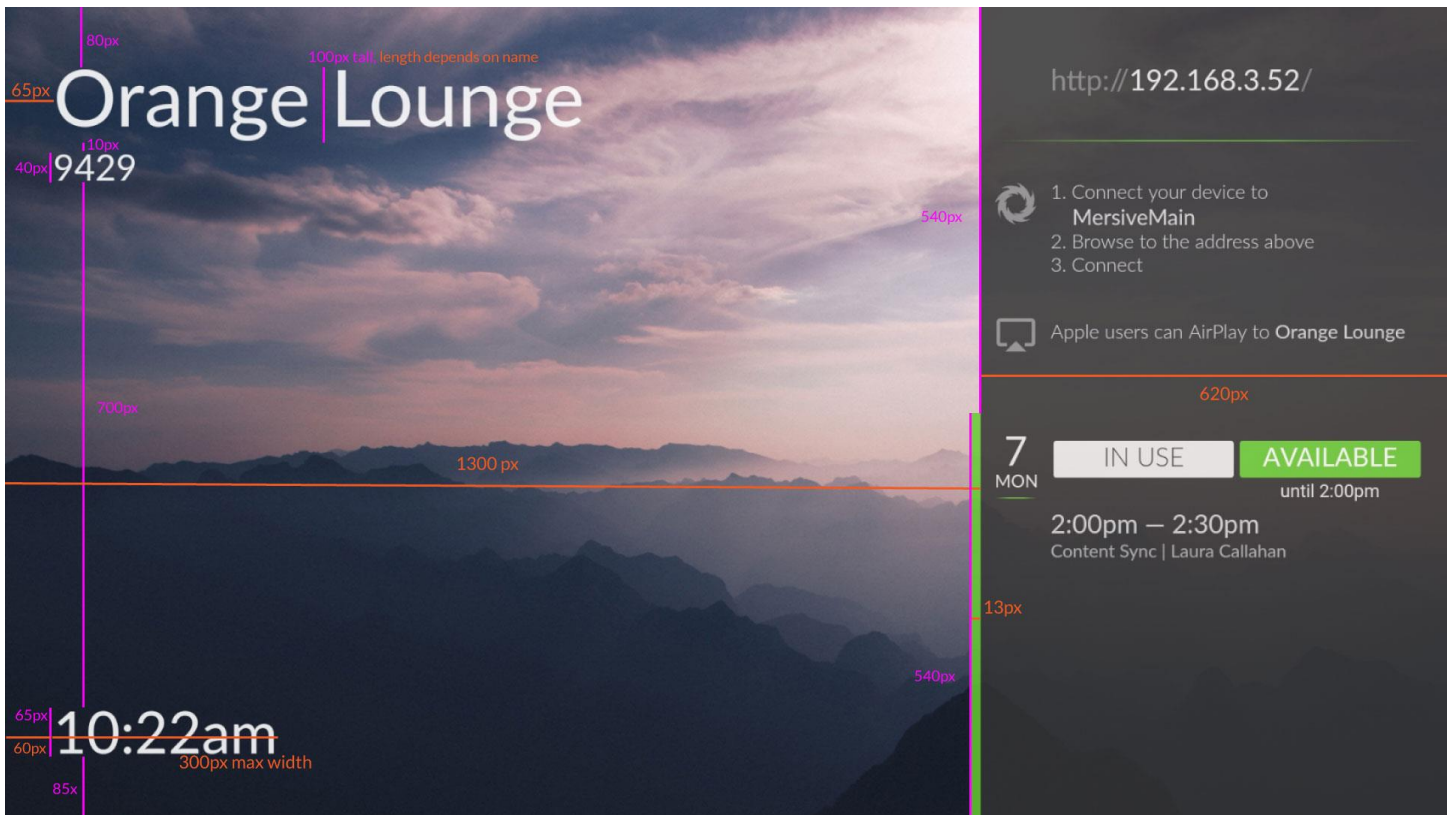 80px
100px tall, length depends on name
65px
Orange Lounge
10px
40px
9429
540px
700px
1300 px
540px
65px
10:22am
60px
300px max width
85x
http://192.168.3.52/
1. Connect your device to
MersiveMain
2. Browse to the address above
3. Connect
Apple users can AirPlay to Orange Lounge
620px
7
MON
IN USE
AVAILABLE
until 2:00pm
2:00pm — 2:30pm
Content Sync | Laura Callahan
13px